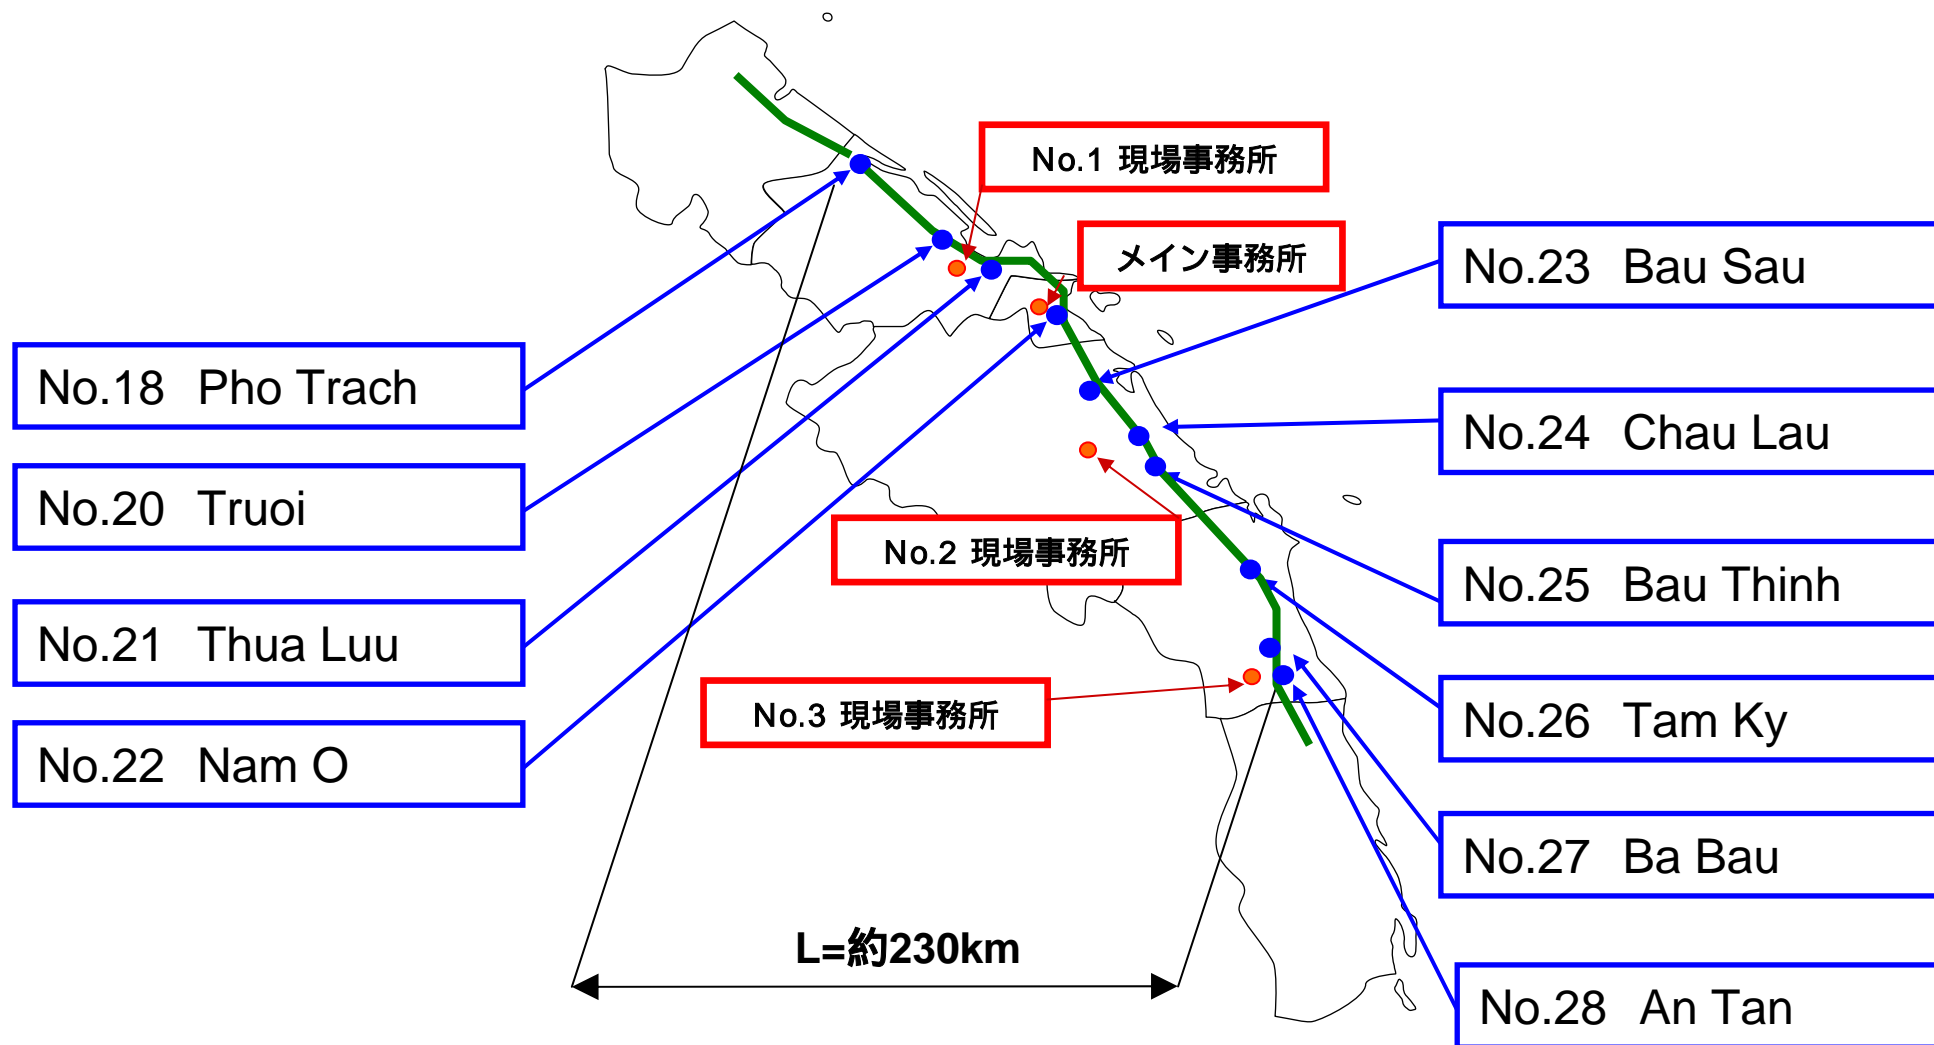 No.1 現場事務所
メイン事務所
No.23 Bau Sau
No.18 Pho Trach
No.24 Chau Lau
No.20 Truoi
No.2 現場事務所
No.25 Bau Thinh
No.21 Thua Luu
No.3 現場事務所
No.26 Tam Ky
No.22 Nam O
No.27 Ba Bau
L=約230km
No.28 An Tan